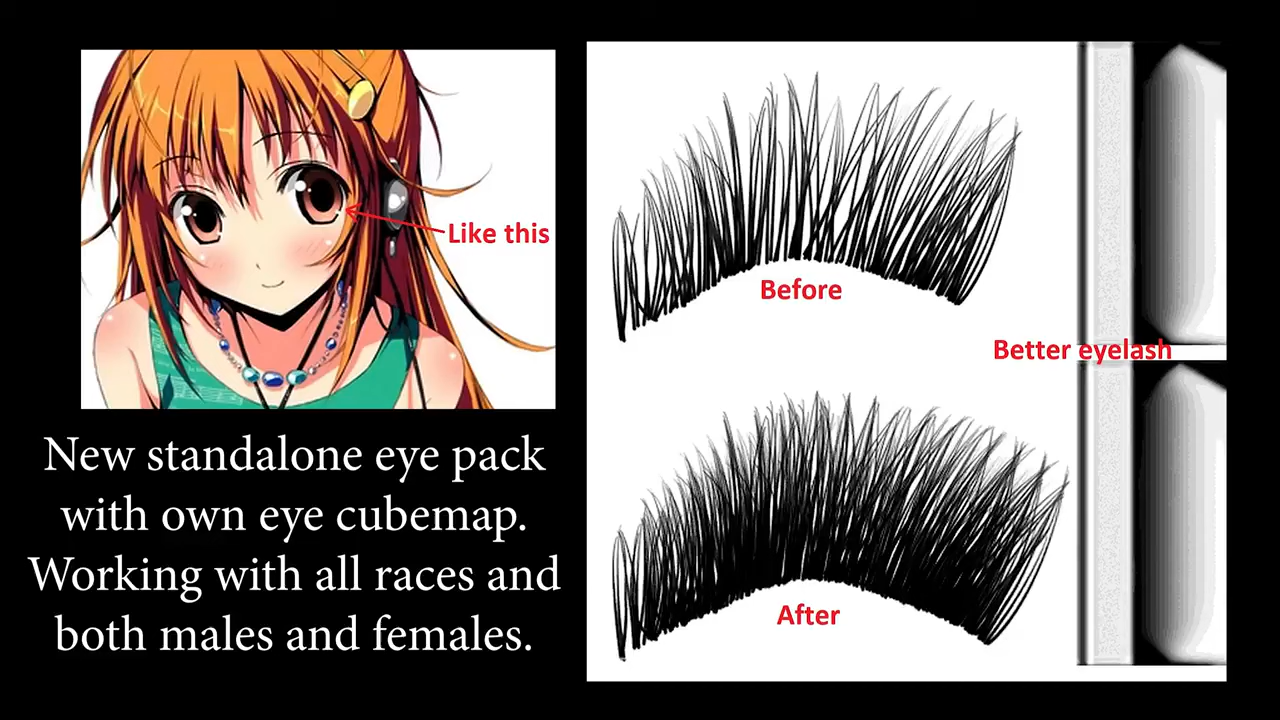 Like this
New standalone eye pack
with own eye cubemap.
Working with all races and
both males and females.
Before
Better eyelash
After